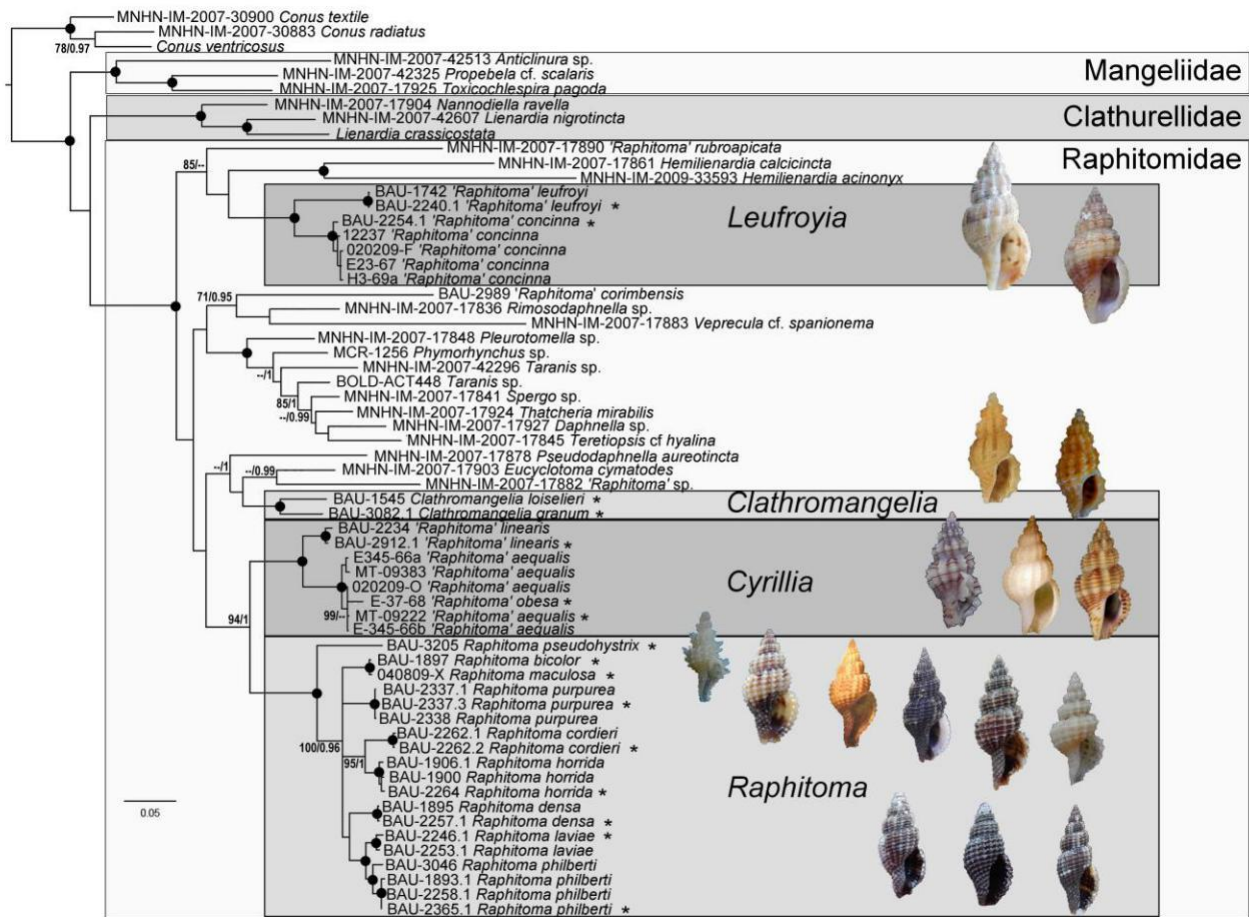 MNHN-IM-2007-30900 Conus textile
MNHN-IM-2007-30883 Conus radiatus
78/0.97
Conus ventricosus
MNHN-IM-2007-42513 Anticlinura sp.
Mangeliidae
MNHN-IM-2007-42325 Propebela cf. scalaris
MNHN-IM-2007-17925 Toxicochlespira pagoda
MNHN-IM-2007-17904 Nannodiella ravella
Clathurellidae
MNHN-IM-2007-42607 Lienardia nigrotincta
Lienardia crassicostata
MNHN-IM-2007-17890 'Raphitoma' rubroapicata
Raphitomidae
85/--
MNHN-IM-2007-17861 Hemilienardia calcicincta
MNHN-IM-2009-33593 Hemilienardia acinonyx
BAU-1742 'Raphitoma' leufroyi
BAU-2240.1 'Raphitoma' leufroyi *
Leufroyia
BAU-2254.1 'Raphitoma' concinna *
12237 'Raphitoma' concinna
020209-F 'Raphitoma' concinna
E23-67 'Raphitoma' concinna
H3-69a 'Raphitoma' concinna
71/0.95
BAU-2989 'Raphitoma' corimbensis
MNHN-IM-2007-17836 Rimosodaphnella sp.
MNHN-IM-2007-17883 Veprecula cf. spanionema
MNHN-IM-2007-17848 Pleurotomella sp.
MCR-1256 Phymorhynchus sp.
--/1
MNHN-IM-2007-42296 Taranis sp.
BOLD-ACT448 Taranis sp.
85/1
MNHN-IM-2007-17841 Spergo sp.
--/0.99
MNHN-IM-2007-17924 Thatcheria mirabilis
MNHN-IM-2007-17927 Daphnella sp.
MNHN-IM-2007-17845 Teretiopsis cf hyalina
MNHN-IM-2007-17878 Pseudodaphnella aureotincta
--/1
--/0.99
MNHN-IM-2007-17903 Eucyclotoma cymatodes
MNHN-IM-2007-17882 'Raphitoma' sp.
BAU-1545 Clathromangelia loiselieri *
Clathromangelia
BAU-3082.1 Clathromangelia granum *
BAU-2234 'Raphitoma' linearis
BAU-2912.1 'Raphitoma' linearis *
E345-66a 'Raphitoma' aequalis
MT-09383 'Raphitoma' aequalis
Cyrillia
020209-O 'Raphitoma' aequalis
E-37-68 'Raphitoma' obesa *
99/--
MT-09222 'Raphitoma' aequalis *
94/1
E-345-66b 'Raphitoma' aequalis
BAU-3205 Raphitoma pseudohystrix *
BAU-1897 Raphitoma bicolor *
040809-X Raphitoma maculosa *
BAU-2337.1 Raphitoma purpurea
BAU-2337.3 Raphitoma purpurea *
BAU-2338 Raphitoma purpurea
BAU-2262.1 Raphitoma cordieri
100/0.96
BAU-2262.2 Raphitoma cordieri *
95/1
BAU-1906.1 Raphitoma horrida
BAU-1900 Raphitoma horrida
BAU-2264 Raphitoma horrida *
Raphitoma
BAU-1895 Raphitoma densa
BAU-2257.1 Raphitoma densa *
0.05
BAU-2246.1 Raphitoma laviae *
BAU-2253.1 Raphitoma laviae
BAU-3046 Raphitoma philberti
BAU-1893.1 Raphitoma philberti
BAU-2258.1 Raphitoma philberti
BAU-2365.1 Raphitoma philberti *